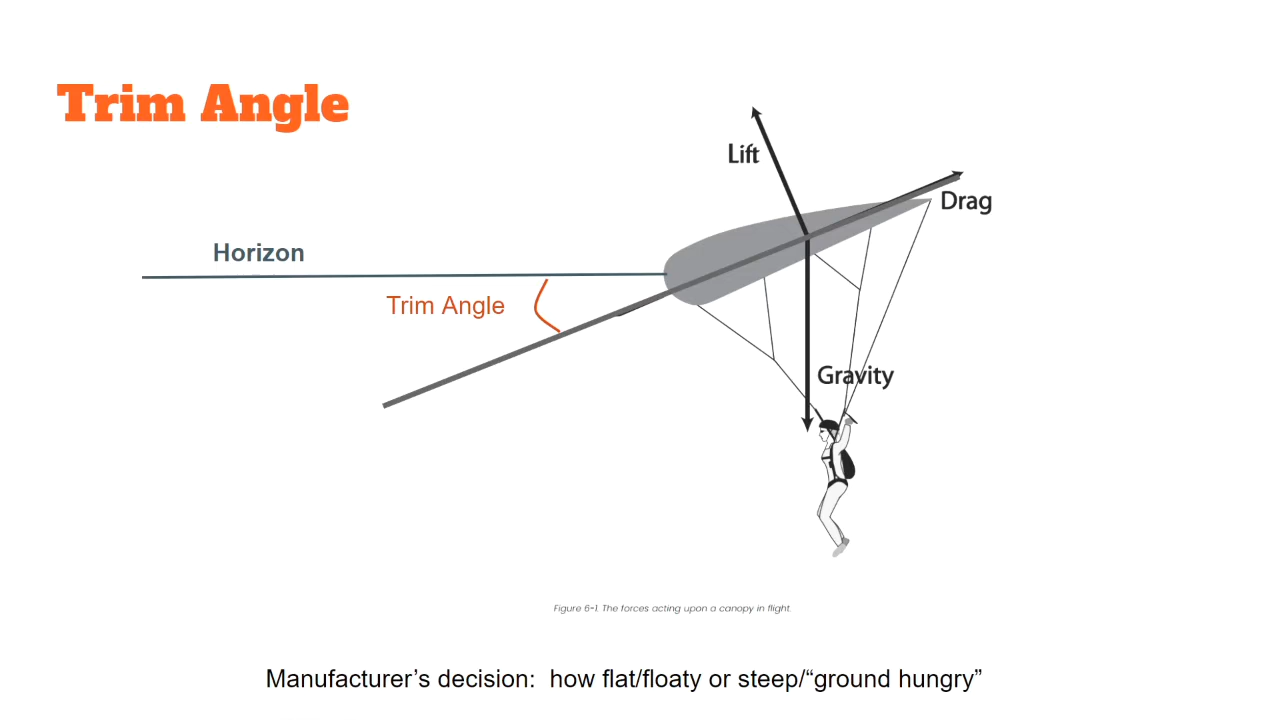 Trim Angle
Lift
Drag
Horizon
Trim Angle
Gravity
Figure 6-1. The forces acting upon a canopy in flight.
Manufacturer’s decision:  how flat/floaty or steep/“ground hungry”